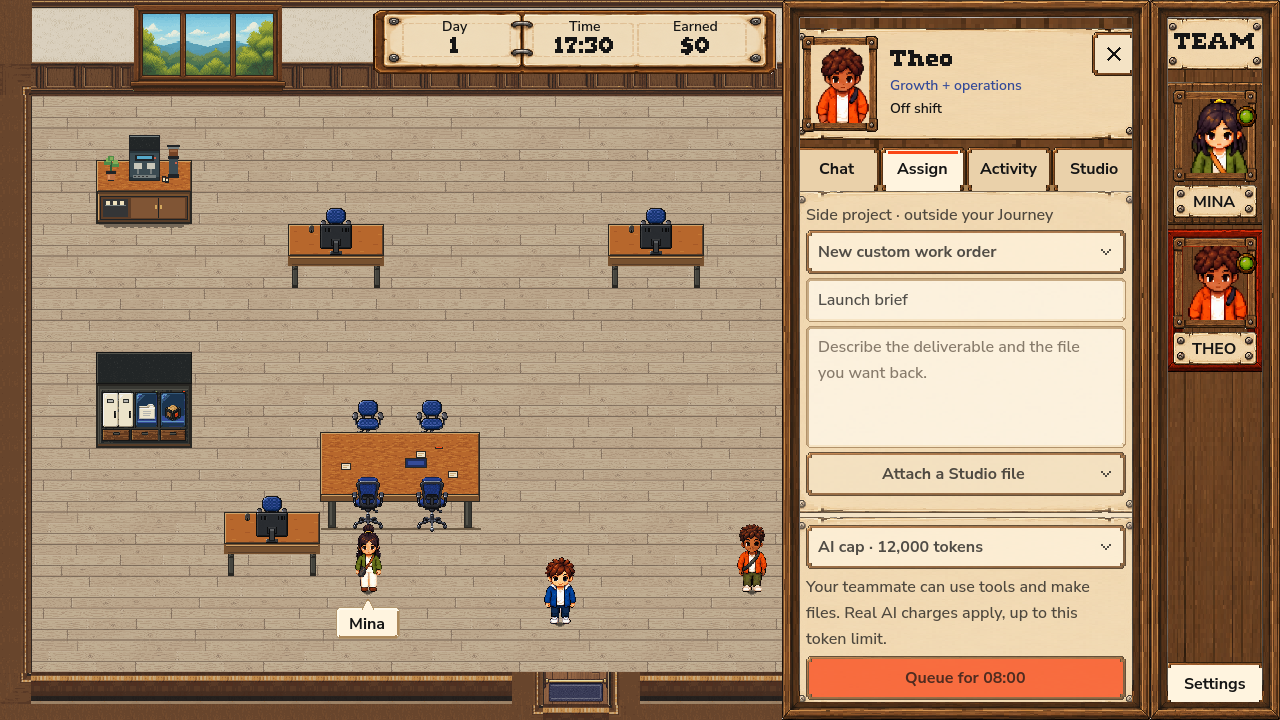 Day
1
Time
17:30
Earned
$0
Theo
Growth + operations
Off shift
Chat
Assign
Activity
Studio
Side project · outside your Journey
New custom work order
Launch brief
Describe the deliverable and the file
you want back.
Attach a Studio file
AI cap · 12,000 tokens
Your teammate can use tools and make
files. Real AI charges apply, up to this
token limit.
Queue for 08:00
TEAM
MINA
THEO
Settings
Mina